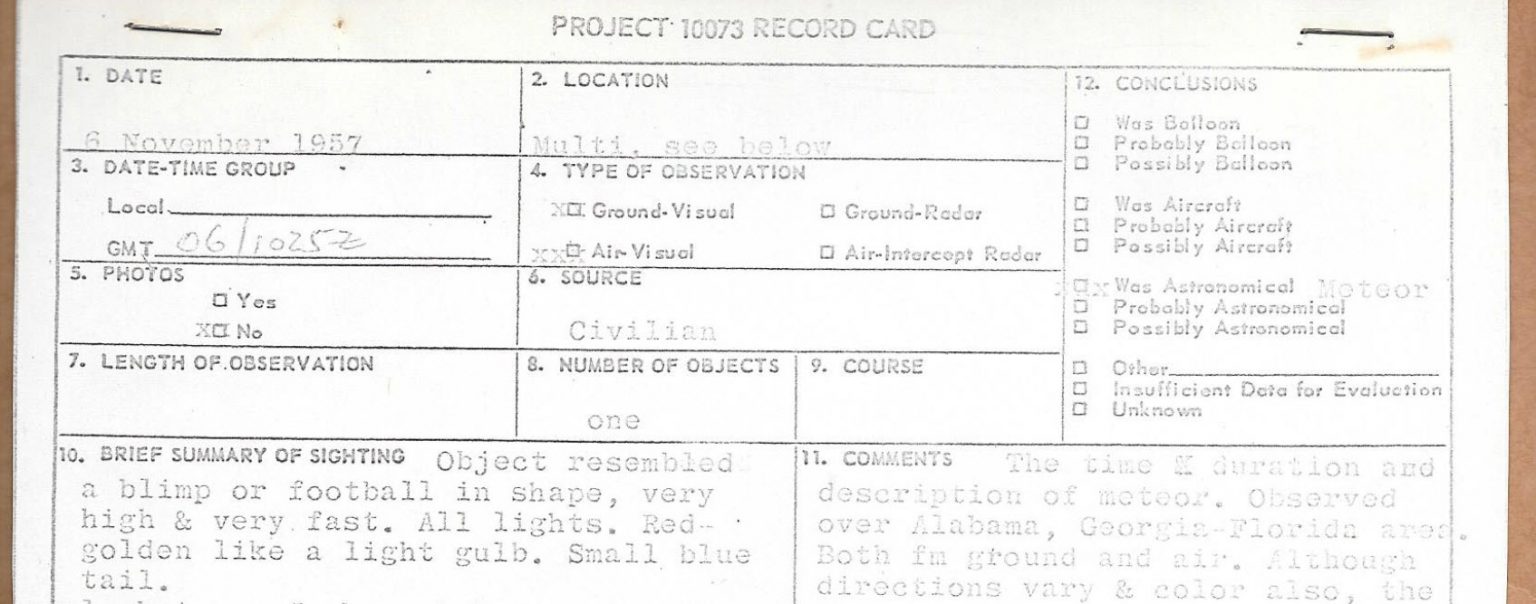 PROJECT 10073 RECORD CARD
1. DATE
6 November 1957
2. LOCATION
Multi, see below
3. DATE-TIME GROUP
Local
GMT 06/1025Z
4. TYPE OF OBSERVATION
XX Ground-Visual
Ground-Radar
xxx Air-Visual
Air-Intercept Radar
5. PHOTOS
Yes
X No
6. SOURCE
Civilian
7. LENGTH OF OBSERVATION
8. NUMBER OF OBJECTS
one
9. COURSE
12. CONCLUSIONS
Was Balloon
Probably Balloon
Possibly Balloon
Was Aircraft
Probably Aircraft
Possibly Aircraft
xxx Was Astronomical Meteor
Probably Astronomical
Possibly Astronomical
Other
Insufficient Data for Evaluation
Unknown
10. BRIEF SUMMARY OF SIGHTING Object resembled
a blimp or football in shape, very
high & very fast. All lights. Red-
golden like a light gulb. Small blue
tail.
11. COMMENTS The time & duration and
description of meteor. Observed
over Alabama, Georgia-Florida area.
Both fm ground and air. Although
directions vary & color also, the